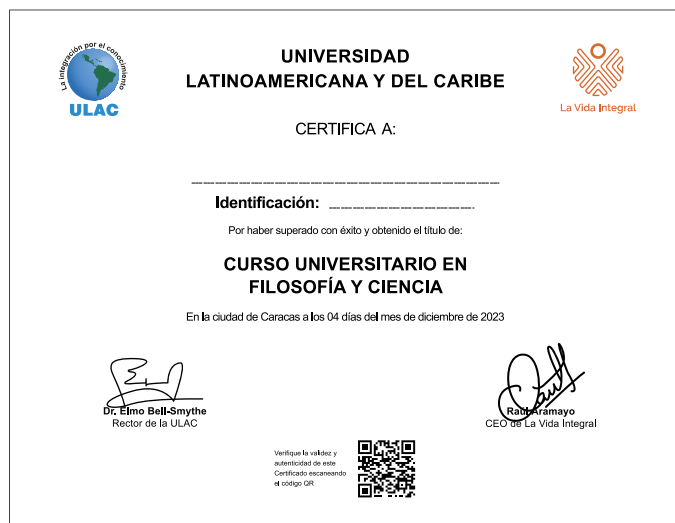 La integración por el conocimiento
ULAC
UNIVERSIDAD
LATINOAMERICANA Y DEL CARIBE
La Vida Integral
CERTIFICA A:
Identificación:
Por haber superado con éxito y obtenido el título de:
CURSO UNIVERSITARIO EN
FILOSOFÍA Y CIENCIA
En la ciudad de Caracas a los 04 días del mes de diciembre de 2023
Dr. Elmo Bell-Smythe
Rector de la ULAC
Raúl Aramayo
CEO de La Vida Integral
Verifique la validez y
autenticidad de este
Certificado escaneando
el código QR